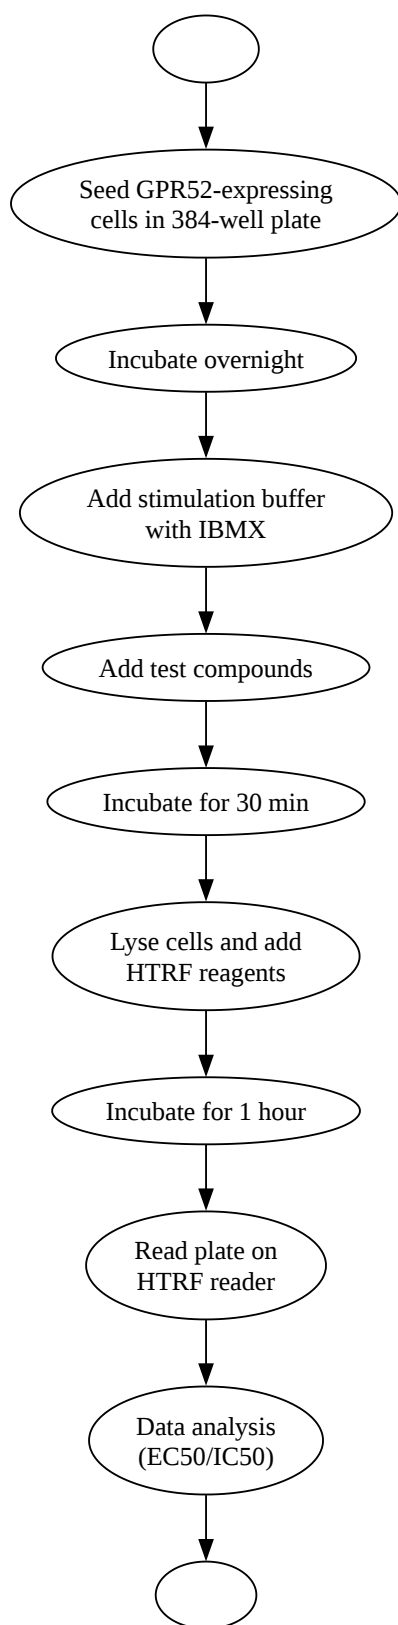 Seed GPR52-expressing
cells in 384-well plate
Incubate overnight
Add stimulation buffer
with IBMX
Add test compounds
Incubate for 30 min
Lyse cells and add
HTRF reagents
Incubate for 1 hour
Read plate on
HTRF reader
Data analysis
(EC50/IC50)